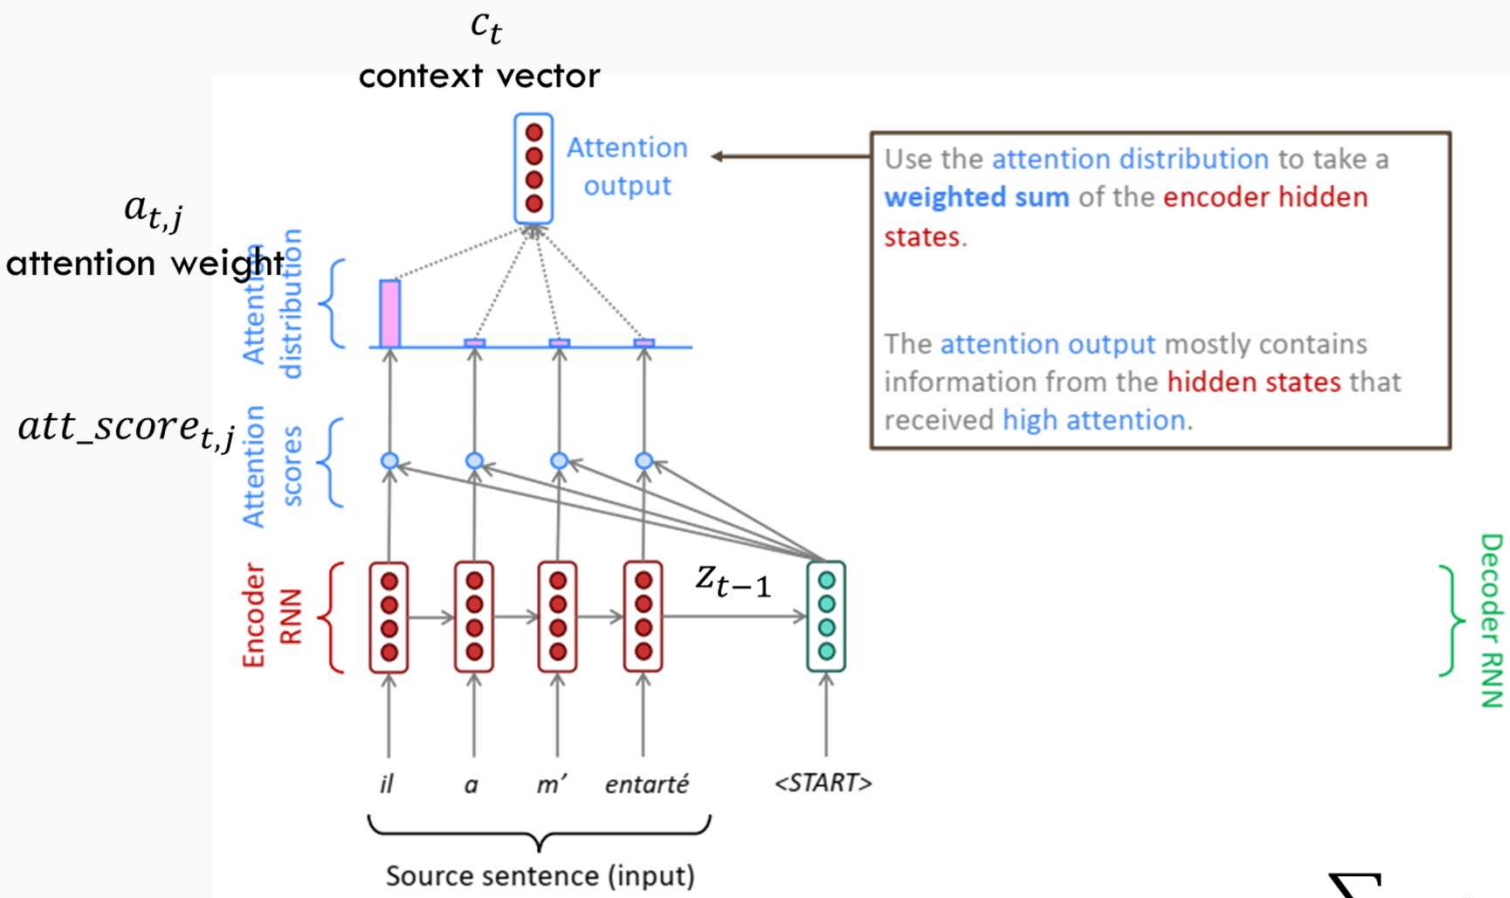 c_t
context vector
Attention
output
Use the attention distribution to take a
weighted sum of the encoder hidden
states.
The attention output mostly contains
information from the hidden states that
received high attention.
a_{t,j}
attention weight
Attention
distribution
att_score_{t,j}
Attention
scores
Encoder
RNN
z_{t−1}
Decoder RNN
il a m’ entarté <START>
Source sentence (input)
∑